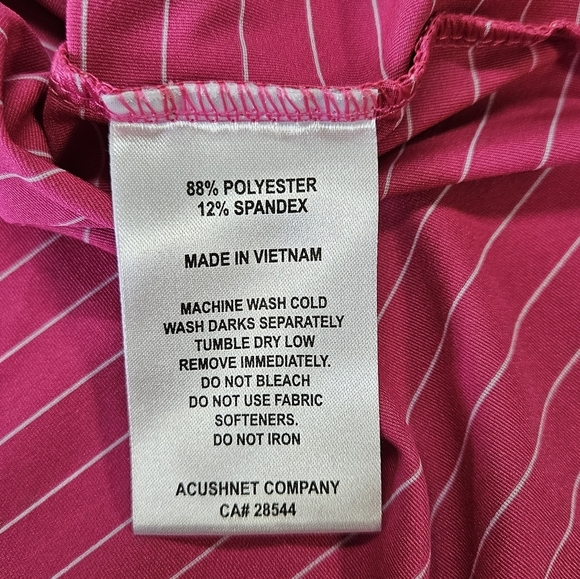 88% POLYESTER
12% SPANDEX
MADE IN VIETNAM
MACHINE WASH COLD
WASH DARKS SEPARATELY
TUMBLE DRY LOW
REMOVE IMMEDIATELY.
DO NOT BLEACH
DO NOT USE FABRIC
SOFTENERS.
DO NOT IRON
ACUSHNET COMPANY
CA# 28544